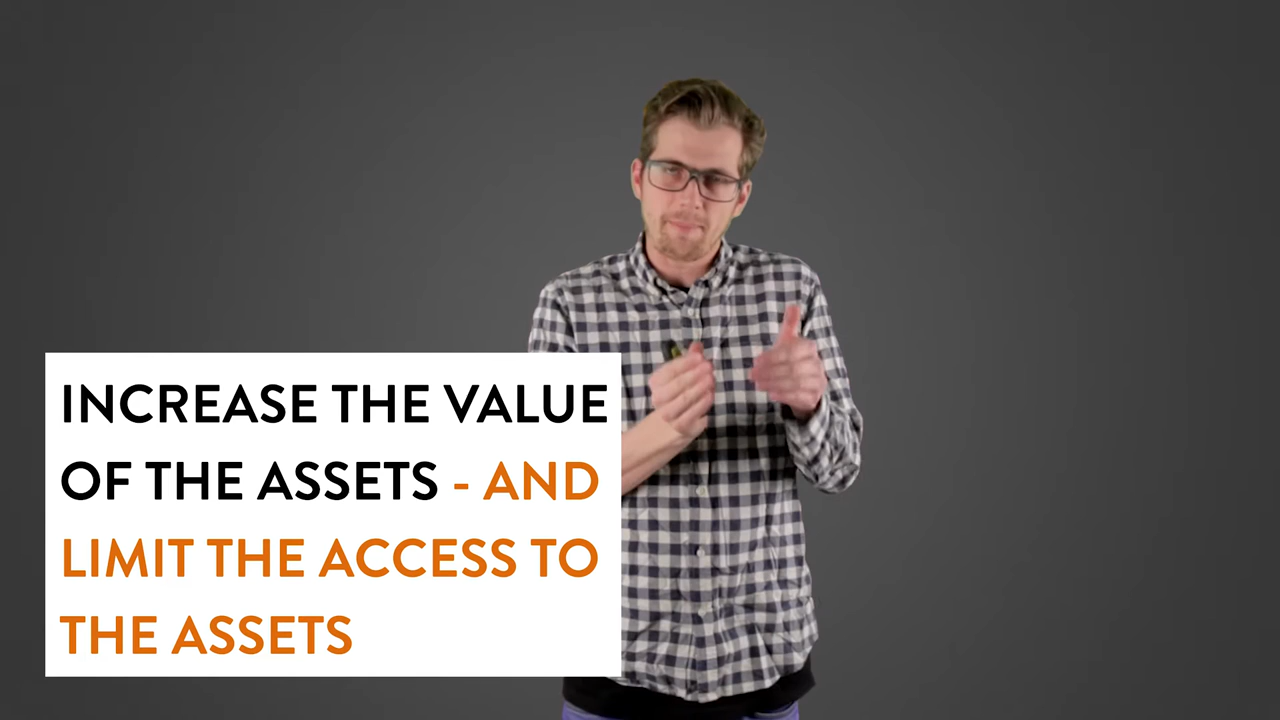 INCREASE THE VALUE
OF THE ASSETS - AND
LIMIT THE ACCESS TO
THE ASSETS